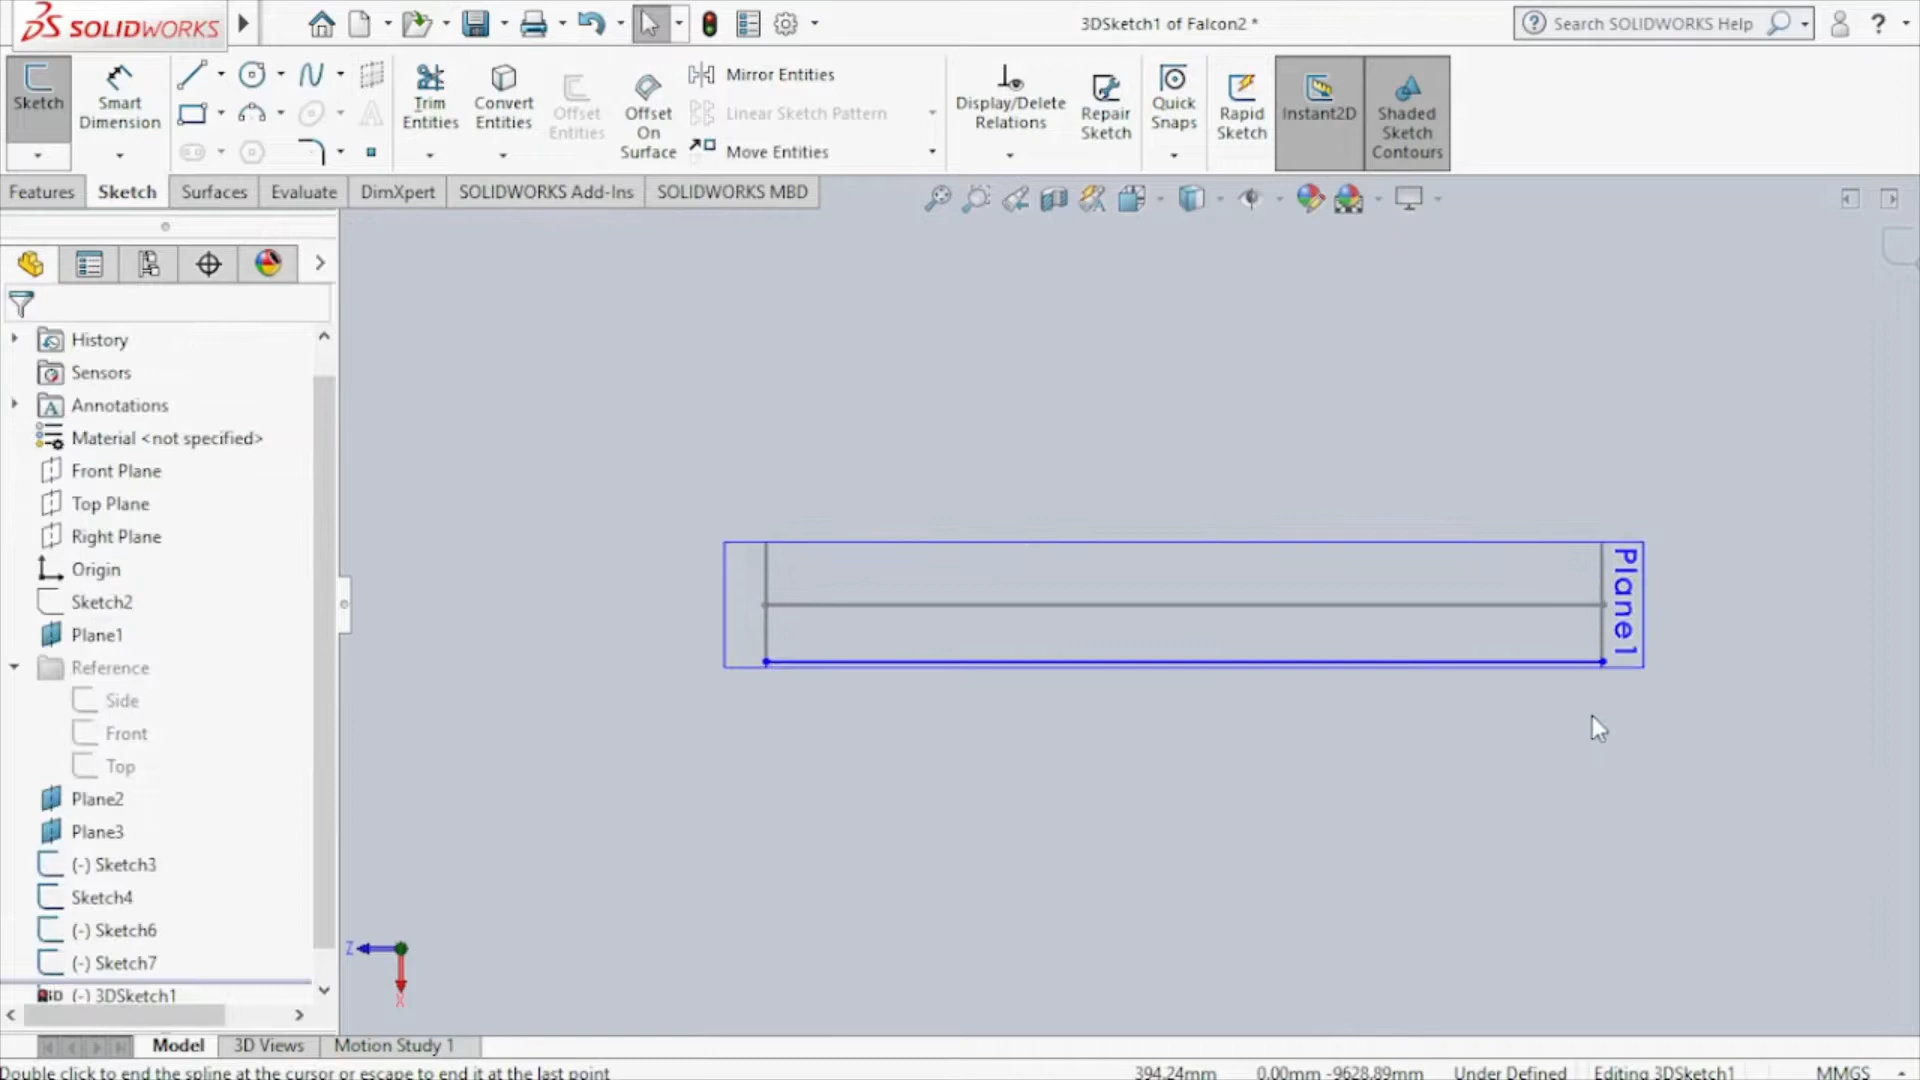 SOLIDWORKS
3DSketch1 of Falcon2 *
Search SOLIDWORKS Help
Sketch
Smart Dimension
Trim Entities
Convert Entities
Offset Entities
Offset On Surface
Mirror Entities
Linear Sketch Pattern
Move Entities
Display/Delete Relations
Repair Sketch
Quick Snaps
Rapid Sketch
Instant2D
Shaded Sketch Contours
Features
Sketch
Surfaces
Evaluate
DimXpert
SOLIDWORKS Add-Ins
SOLIDWORKS MBD
History
Sensors
Annotations
Material <not specified>
Front Plane
Top Plane
Right Plane
Origin
Sketch2
Plane1
Reference
Side
Front
Top
Plane2
Plane3
(-) Sketch3
Sketch4
(-) Sketch6
(-) Sketch7
3D (-) 3DSketch1
Plane1
Z
X
Model
3D Views
Motion Study 1
Double click to end the spline at the cursor or escape to end it at the last point
394.24mm
0.00mm -9628.89mm
Under Defined
Editing 3DSketch1
MMGS